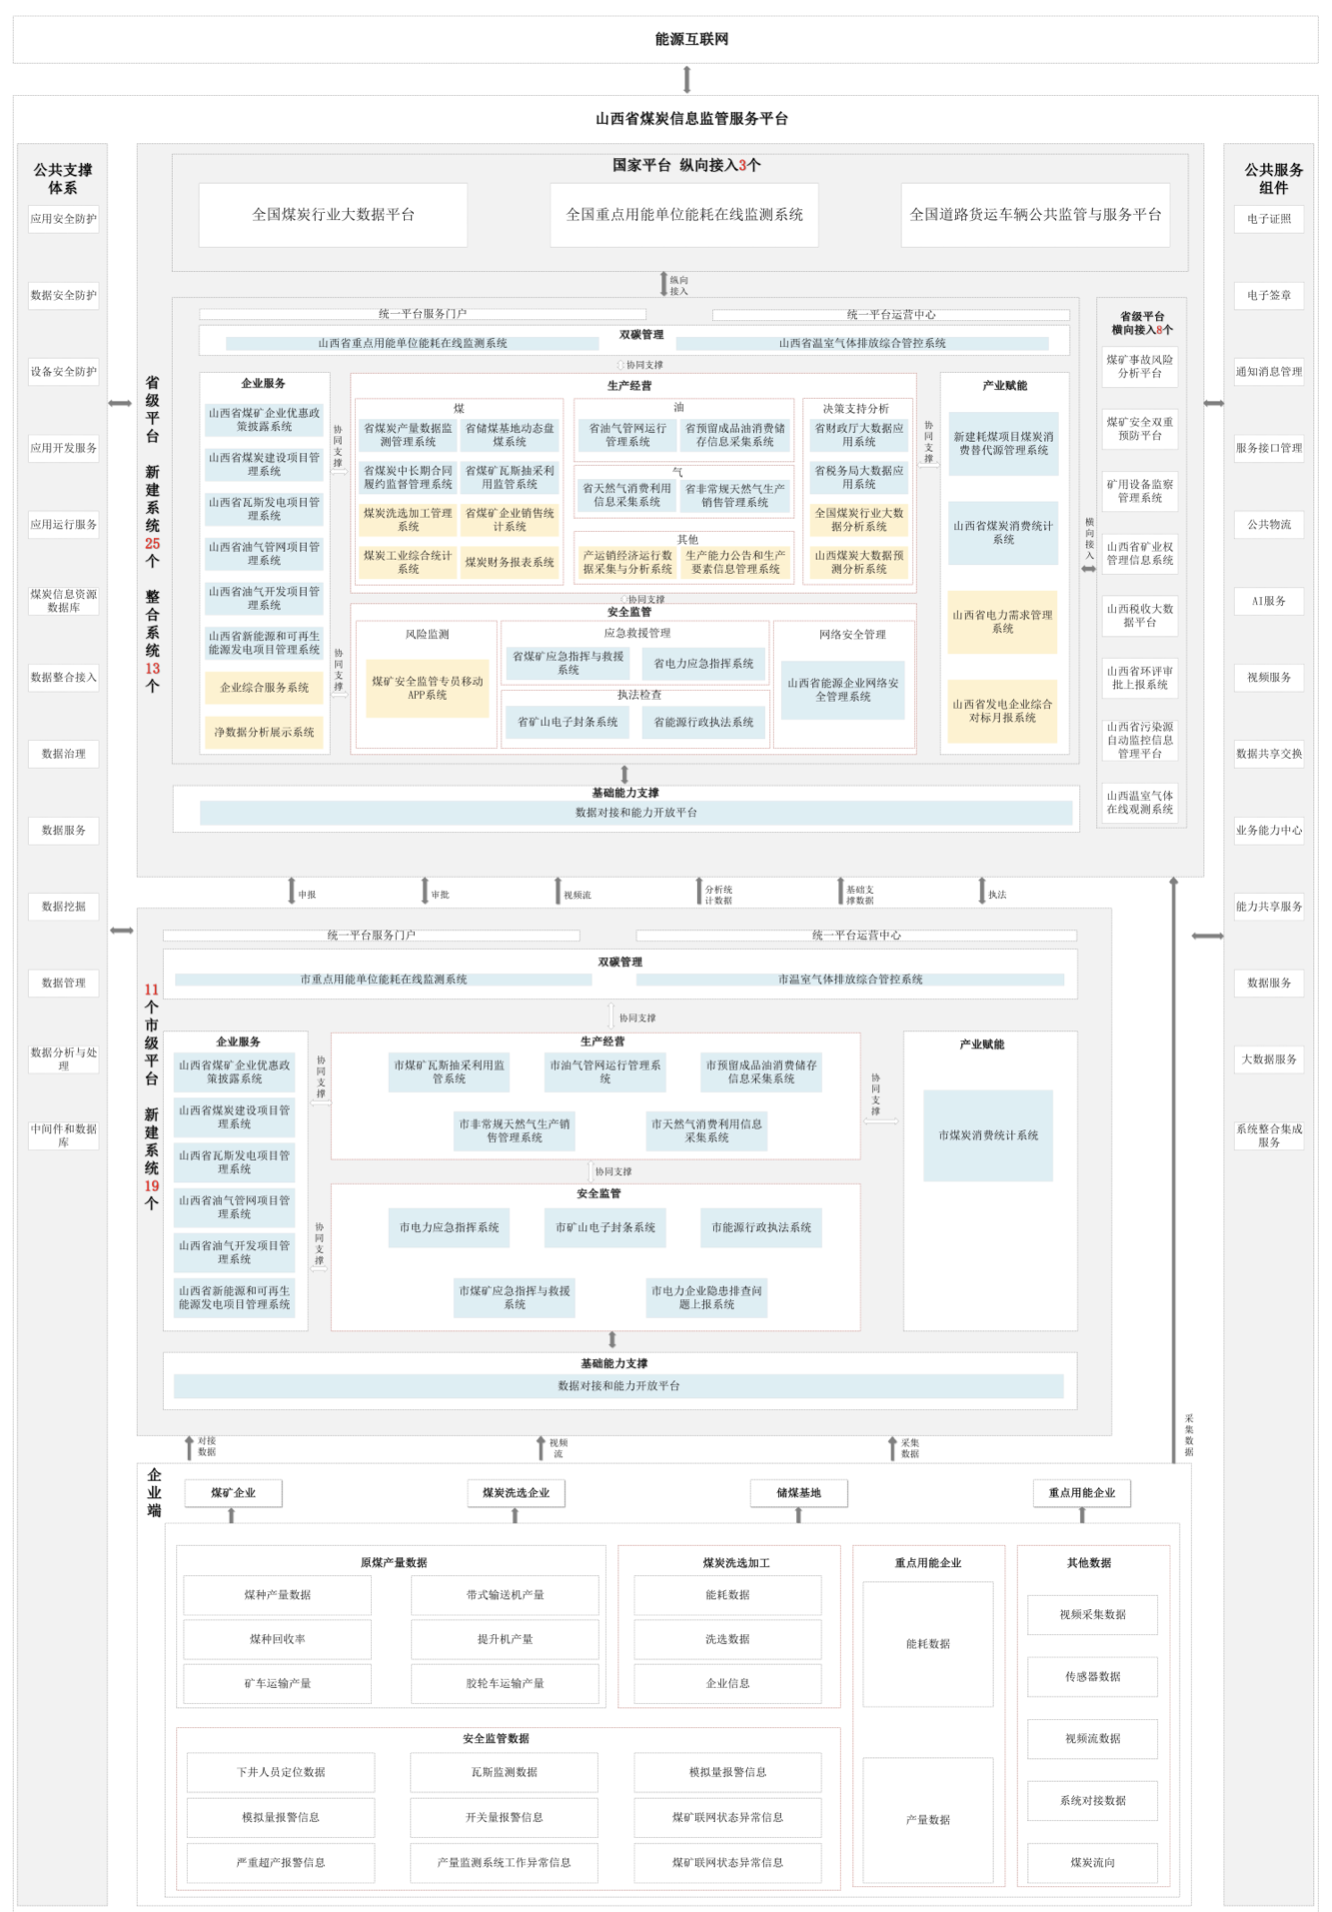 能源互联网
山西省煤炭信息监管服务平台
公共支撑
体系
应用安全防护
数据安全防护
设备安全防护
应用开发服务
应用运行服务
煤炭信息资源
数据库
数据整合接入
数据治理
数据服务
数据挖掘
数据管理
数据分析与处
理
中间件和数据
库
省级平台 新建系统25个 整合系统13个
国家平台 纵向接入3个
全国煤炭行业大数据平台
全国重点用能单位能耗在线监测系统
全国道路货运车辆公共监管与服务平台
纵向
接入
统一平台服务门户
统一平台运营中心
双碳管理
山西省重点用能单位能耗在线监测系统
山西省温室气体排放综合管控系统
协同支撑
企业服务
山西省煤矿企业优惠政
策披露系统
山西省煤炭建设项目管
理系统
山西省瓦斯发电项目管
理系统
山西省油气管网项目管
理系统
山西省油气开发项目管
理系统
山西省新能源和可再生
能源发电项目管理系统
企业综合服务系统
净数据分析展示系统
协同支撑
协同支撑
生产经营
煤
省煤炭产量数据监
测管理系统
省储煤基地动态盘
煤系统
省煤炭中长期合同
履约监督管理系统
省煤矿瓦斯抽采利
用监管系统
煤炭洗选加工管理
系统
省煤矿企业销售统
计系统
煤炭工业综合统计
系统
煤炭财务报表系统
油
省油气管网运行
管理系统
省预留成品油消费储
存信息采集系统
气
省天然气消费利用
信息采集系统
省非常规天然气生产
销售管理系统
其他
产运销经济运行数
据采集与分析系统
生产能力公告和生产
要素信息管理系统
决策支持分析
省财政厅大数据应
用系统
省税务局大数据应
用系统
全国煤炭行业大数
据分析系统
山西煤炭大数据预
测分析系统
协同支撑
协同支撑
安全监管
风险监测
煤矿安全监管专员移动
APP系统
应急救援管理
省煤矿应急指挥与救援
系统
省电力应急指挥系统
执法检查
省矿山电子封条系统
省能源行政执法系统
网络安全管理
山西省能源企业网络安
全管理系统
产业赋能
新建耗煤项目煤炭消
费替代源管理系统
山西省煤炭消费统计
系统
山西省电力需求管理
系统
山西省发电企业综合
对标月报系统
横向接入
省级平台
横向接入8个
煤矿事故风险
分析平台
煤矿安全双重
预防平台
矿用设备监察
管理系统
山西省矿业权
管理信息系统
山西税收大数
据平台
山西省环评审
批上报系统
山西省污染源
自动监控信息
管理平台
山西温室气体
在线观测系统
基础能力支撑
数据对接和能力开放平台
申报
审批
视频流
分析统
计数据
基础支
撑数据
执法
11个市级平台 新建系统19个
统一平台服务门户
统一平台运营中心
双碳管理
市重点用能单位能耗在线监测系统
市温室气体排放综合管控系统
协同支撑
企业服务
山西省煤矿企业优惠政
策披露系统
山西省煤炭建设项目管
理系统
山西省瓦斯发电项目管
理系统
山西省油气管网项目管
理系统
山西省油气开发项目管
理系统
山西省新能源和可再生
能源发电项目管理系统
协同支撑
协同支撑
生产经营
市煤矿瓦斯抽采利用监
管系统
市油气管网运行管理系
统
市预留成品油消费储存
信息采集系统
市非常规天然气生产销
售管理系统
市天然气消费利用信息
采集系统
协同支撑
安全监管
市电力应急指挥系统
市矿山电子封条系统
市能源行政执法系统
市煤矿应急指挥与救援
系统
市电力企业隐患排查问
题上报系统
协同支撑
产业赋能
市煤炭消费统计系统
基础能力支撑
数据对接和能力开放平台
对接
数据
视频
流
采集
数据
采集数据
企业端
煤矿企业
煤炭洗选企业
储煤基地
重点用能企业
原煤产量数据
煤种产量数据
带式输送机产量
煤种回收率
提升机产量
矿车运输产量
胶轮车运输产量
煤炭洗选加工
能耗数据
洗选数据
企业信息
安全监管数据
下井人员定位数据
瓦斯监测数据
模拟量报警信息
模拟量报警信息
开关量报警信息
煤矿联网状态异常信息
严重超产报警信息
产量监测系统工作异常信息
煤矿联网状态异常信息
重点用能企业
能耗数据
产量数据
其他数据
视频采集数据
传感器数据
视频流数据
系统对接数据
煤炭流向
公共服务
组件
电子证照
电子签章
通知消息管理
服务接口管理
公共物流
AI服务
视频服务
数据共享交换
业务能力中心
能力共享服务
数据服务
大数据服务
系统整合集成
服务